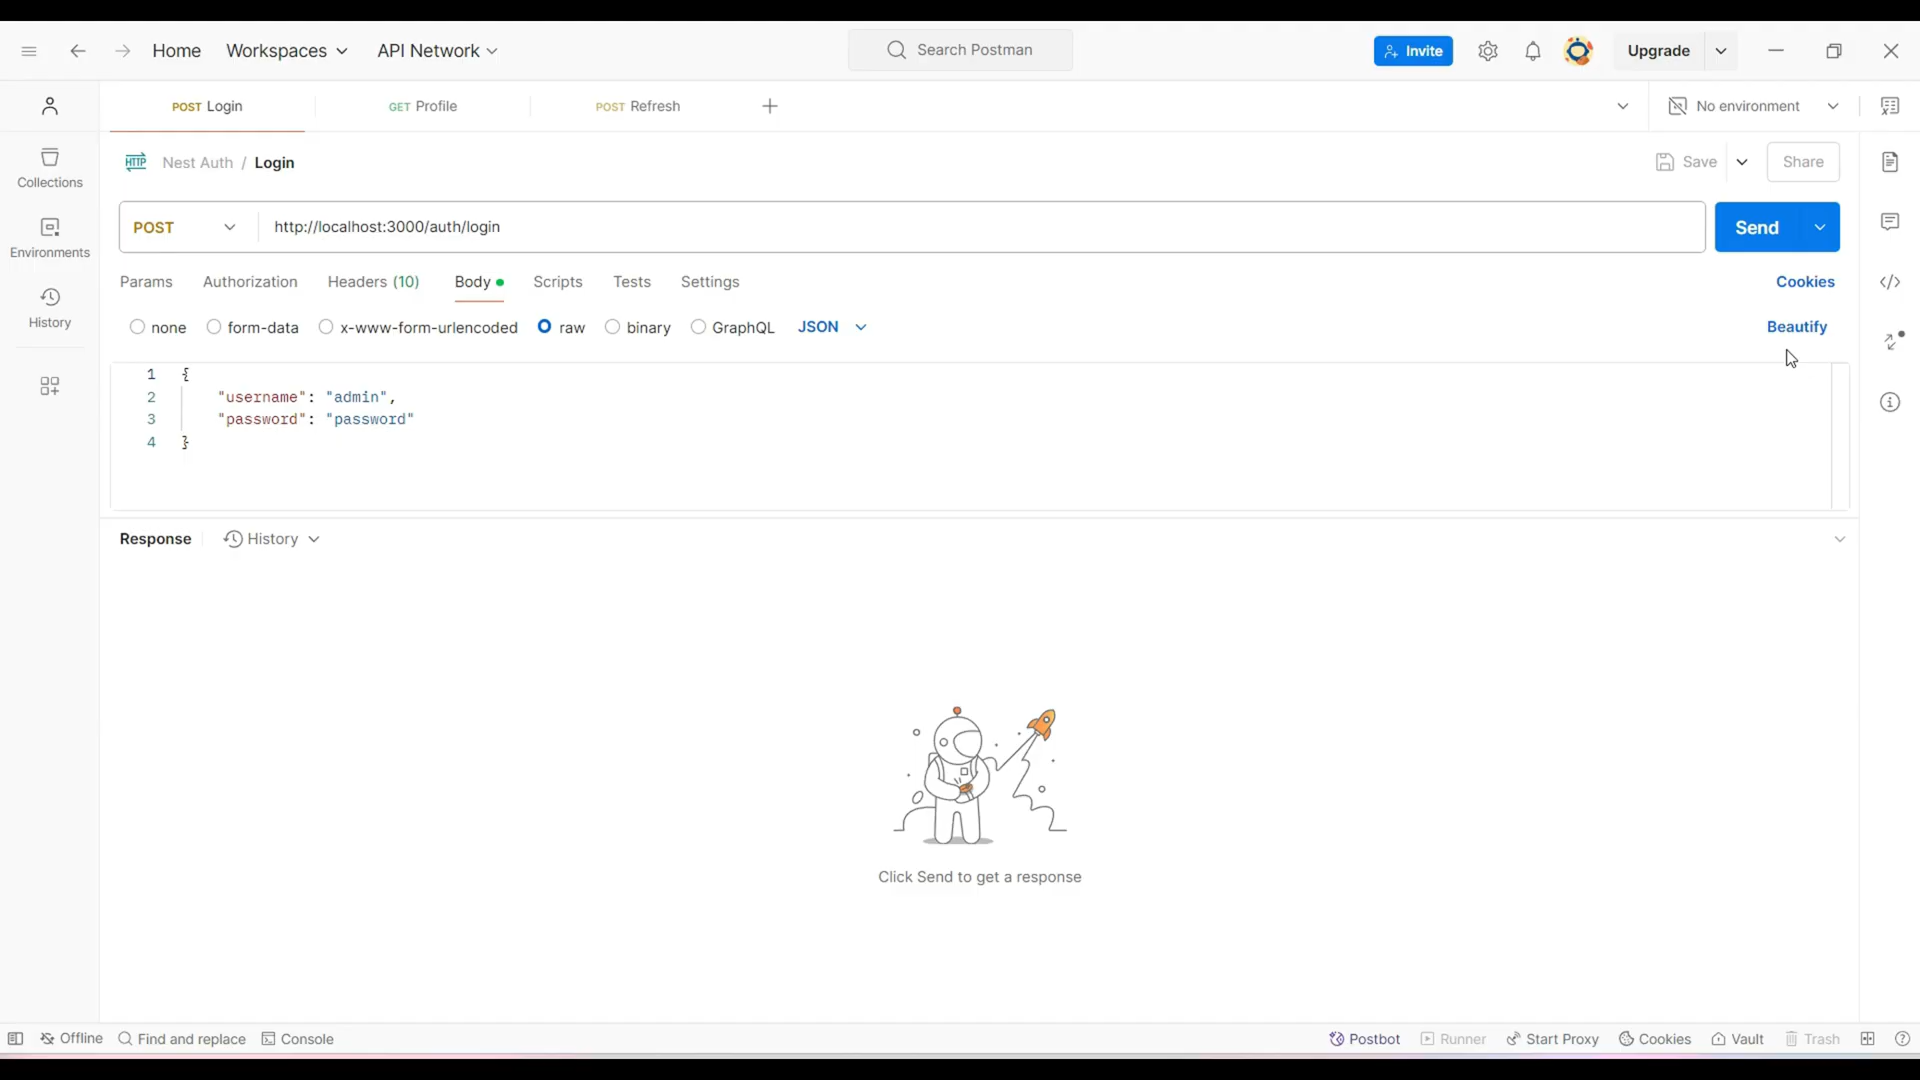 Home Workspaces API Network Search Postman Invite Upgrade
POST Login GET Profile POST Refresh No environment
HTTP Nest Auth / Login Save Share
POST http://localhost:3000/auth/login Send
Params Authorization Headers (10) Body Scripts Tests Settings Cookies
none form-data x-www-form-urlencoded raw binary GraphQL JSON Beautify
Collections
Environments
History
1 {
2 "username": "admin",
3 "password": "password"
4 }
Response History
Click Send to get a response
Offline Find and replace Console Postbot Runner Start Proxy Cookies Vault Trash